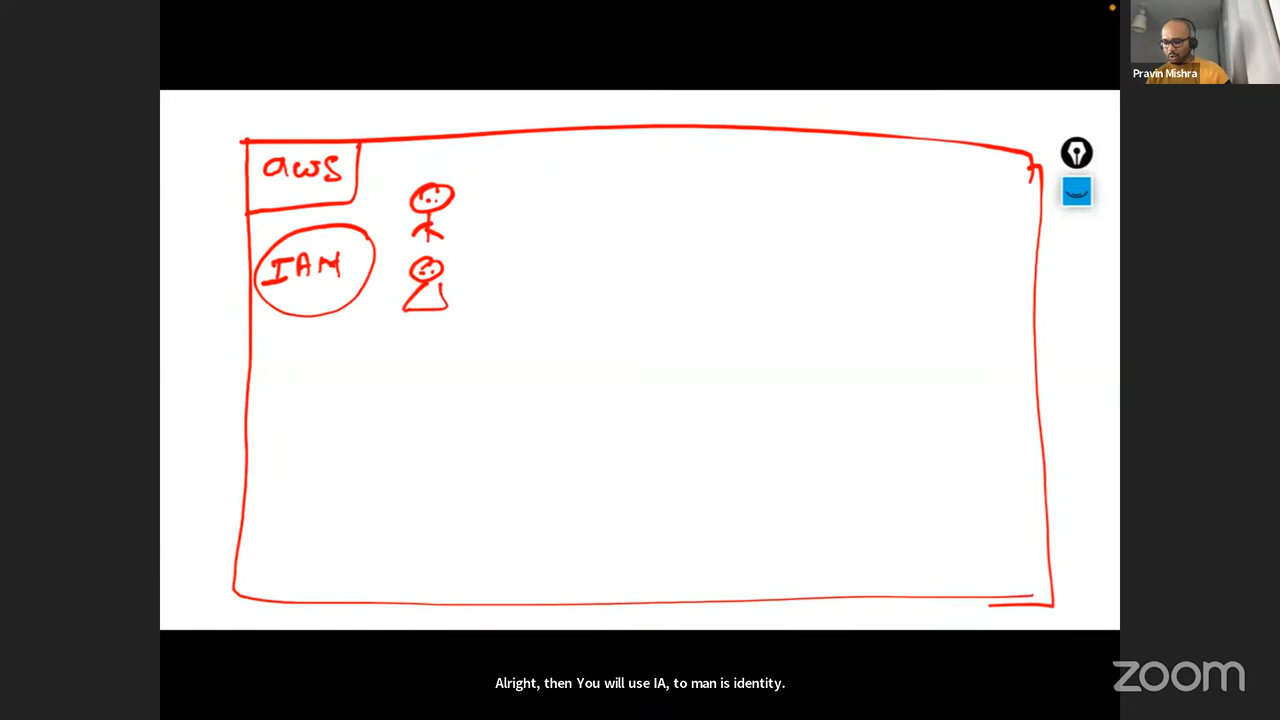 Pravin Mishra
aws
IAM
Alright, then You will use IA, to man is identity.
zoom